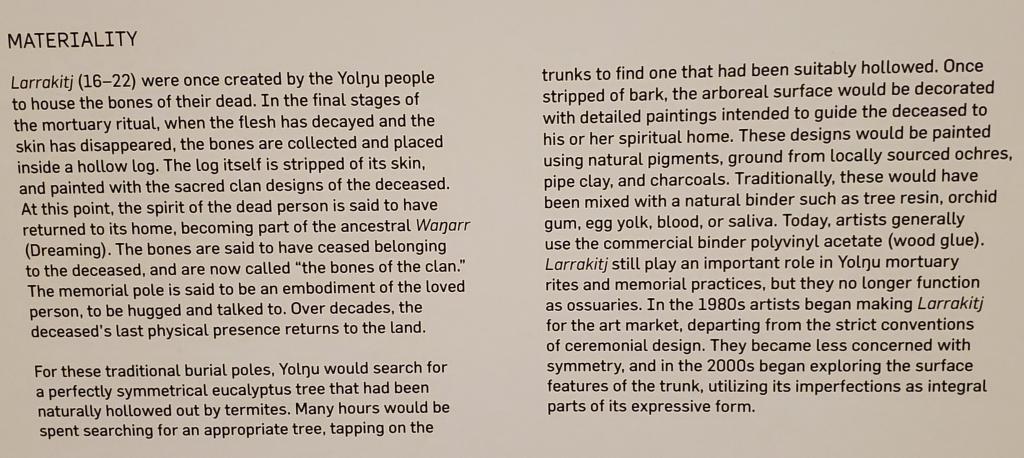 MATERIALITY
Larrakitj (16–22) were once created by the Yolŋu people
to house the bones of their dead. In the final stages of
the mortuary ritual, when the flesh has decayed and the
skin has disappeared, the bones are collected and placed
inside a hollow log. The log itself is stripped of its skin,
and painted with the sacred clan designs of the deceased.
At this point, the spirit of the dead person is said to have
returned to its home, becoming part of the ancestral Waŋarr
(Dreaming). The bones are said to have ceased belonging
to the deceased, and are now called “the bones of the clan.”
The memorial pole is said to be an embodiment of the loved
person, to be hugged and talked to. Over decades, the
deceased's last physical presence returns to the land.
For these traditional burial poles, Yolŋu would search for
a perfectly symmetrical eucalyptus tree that had been
naturally hollowed out by termites. Many hours would be
spent searching for an appropriate tree, tapping on the
trunks to find one that had been suitably hollowed. Once
stripped of bark, the arboreal surface would be decorated
with detailed paintings intended to guide the deceased to
his or her spiritual home. These designs would be painted
using natural pigments, ground from locally sourced ochres,
pipe clay, and charcoals. Traditionally, these would have
been mixed with a natural binder such as tree resin, orchid
gum, egg yolk, blood, or saliva. Today, artists generally
use the commercial binder polyvinyl acetate (wood glue).
Larrakitj still play an important role in Yolŋu mortuary
rites and memorial practices, but they no longer function
as ossuaries. In the 1980s artists began making Larrakitj
for the art market, departing from the strict conventions
of ceremonial design. They became less concerned with
symmetry, and in the 2000s began exploring the surface
features of the trunk, utilizing its imperfections as integral
parts of its expressive form.